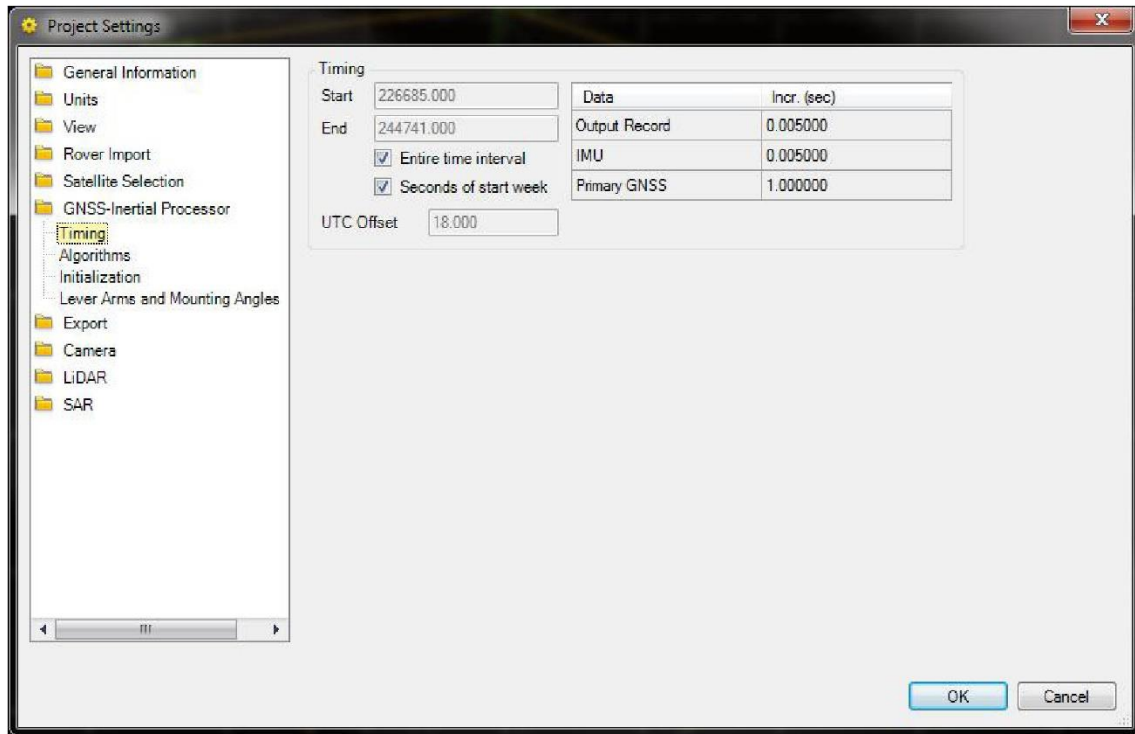 Project Settings
General Information
Units
View
Rover Import
Satellite Selection
GNSS-Inertial Processor
Timing
Algorithms
Initialization
Lever Arms and Mounting Angles
Export
Camera
LiDAR
SAR
Timing
Start 226685.000
End 244741.000
Entire time interval
Seconds of start week
UTC Offset 18.000
Data Incr. (sec)
Output Record 0.005000
IMU 0.005000
Primary GNSS 1.000000
OK Cancel